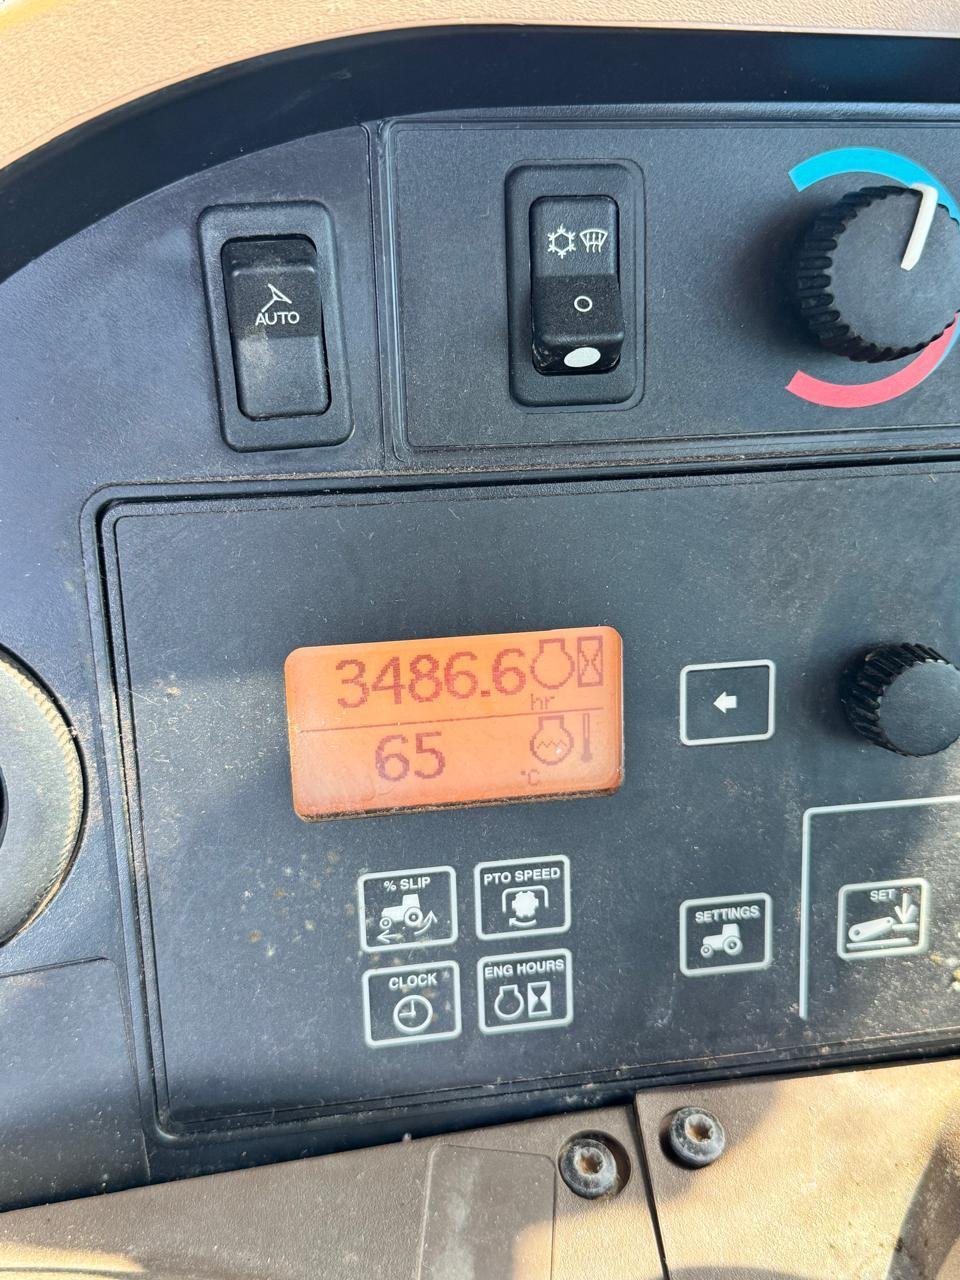 AUTO
3486.6
hr
65
°C
% SLIP
PTO SPEED
CLOCK
ENG HOURS
SETTINGS
SET